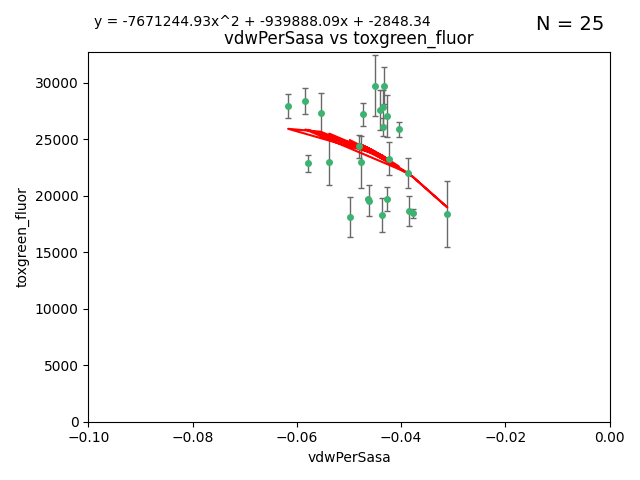 y = -7671244.93x^2 + -939888.09x + -2848.34
N = 25
vdwPerSasa vs toxgreen_fluor
30000
25000
20000
15000
10000
5000
0
toxgreen_fluor
−0.10
−0.08
−0.06
−0.04
−0.02
0.00
vdwPerSasa